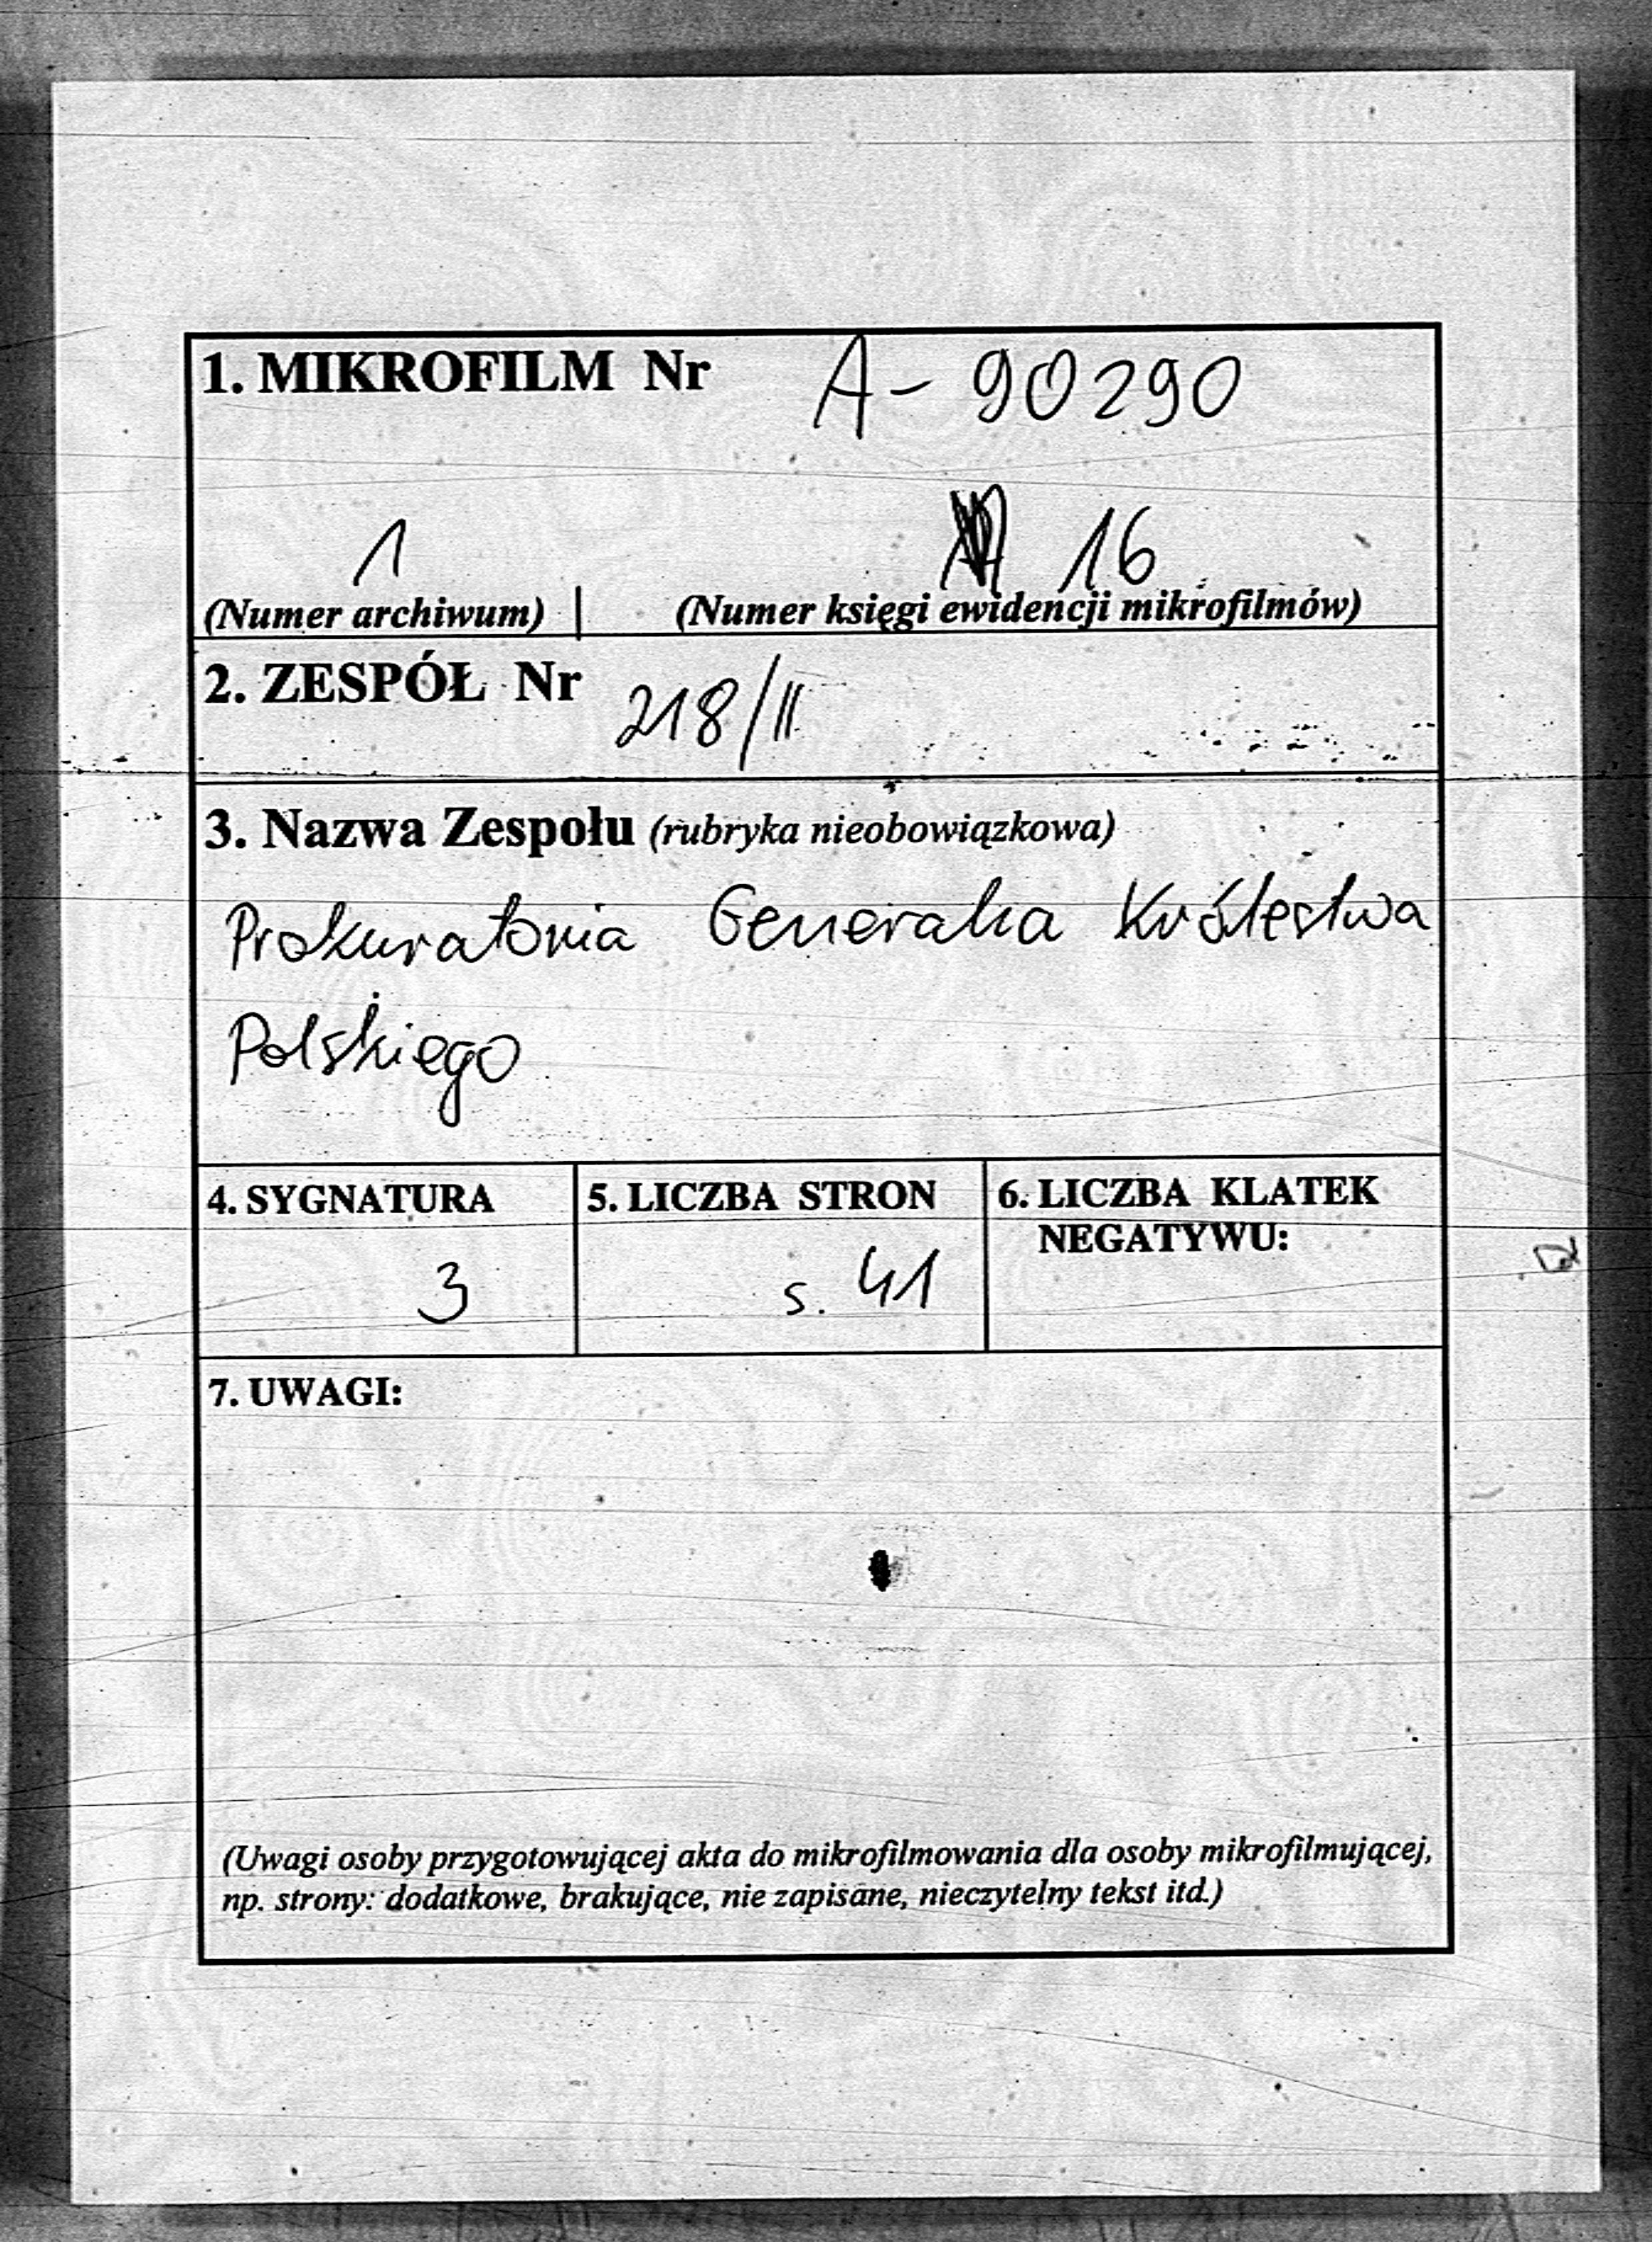 1. MIKROFILM Nr A- 90290
1 16
(Numer archiwum) | (Numer księgi ewidencji mikrofilmów)
2. ZESPÓŁ Nr 218/II
3. Nazwa Zespołu (rubryka nieobowiązkowa)
Prokuratoria Generalna Królestwa
Polskiego
4. SYGNATURA 5. LICZBA STRON 6. LICZBA KLATEK
NEGATYWU:
3 s. 41
7. UWAGI:
(Uwagi osoby przygotowującej akta do mikrofilmowania dla osoby mikrofilmującej,
np. strony: dodatkowe, brakujące, nie zapisane, nieczytelny tekst itd.)